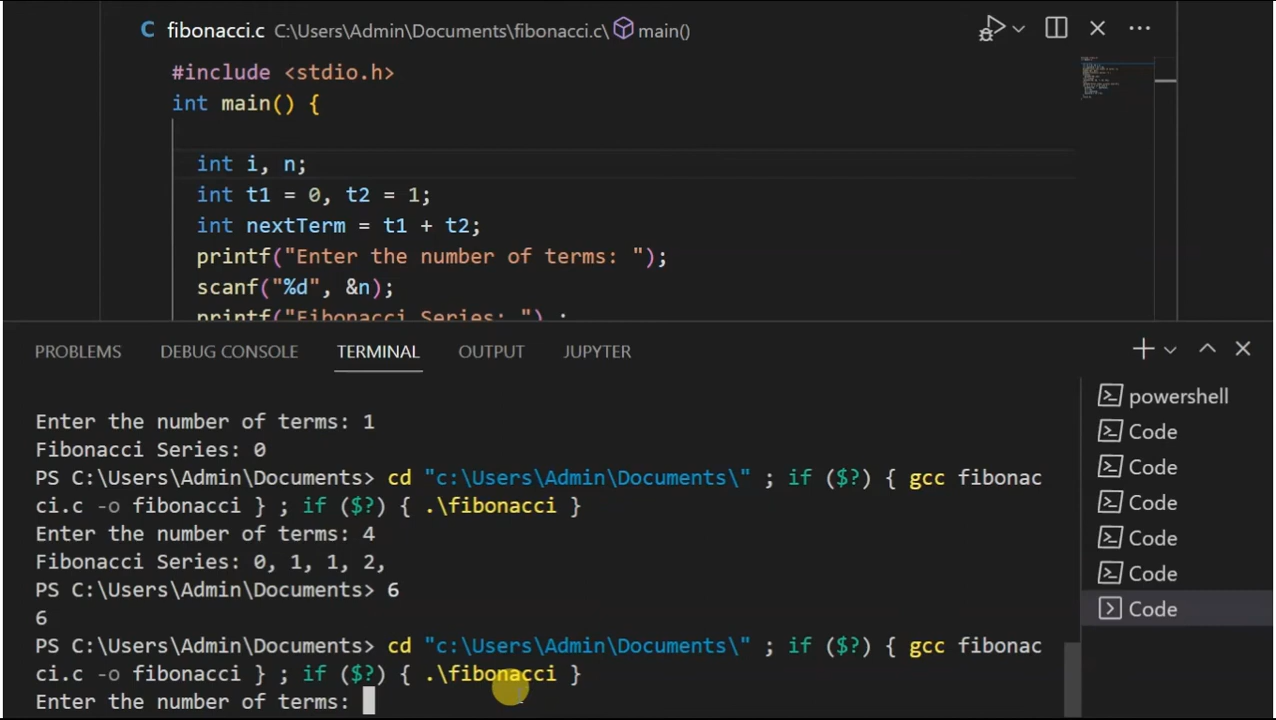 C fibonacci.c C:\Users\Admin\Documents\fibonacci.c\ main()
#include <stdio.h>
int main() {
int i, n;
int t1 = 0, t2 = 1;
int nextTerm = t1 + t2;
printf("Enter the number of terms: ");
scanf("%d", &n);
printf("Fibonacci Series: ") ;
PROBLEMS DEBUG CONSOLE TERMINAL OUTPUT JUPYTER
Enter the number of terms: 1
Fibonacci Series: 0
PS C:\Users\Admin\Documents> cd "c:\Users\Admin\Documents\" ; if ($?) { gcc fibonac
ci.c -o fibonacci } ; if ($?) { .\fibonacci }
Enter the number of terms: 4
Fibonacci Series: 0, 1, 1, 2,
PS C:\Users\Admin\Documents> 6
6
PS C:\Users\Admin\Documents> cd "c:\Users\Admin\Documents\" ; if ($?) { gcc fibonac
ci.c -o fibonacci } ; if ($?) { .\fibonacci }
Enter the number of terms:
powershell
Code
Code
Code
Code
Code
Code